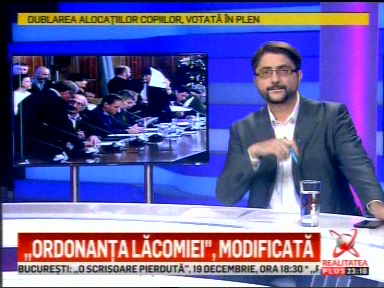 DUBLAREA ALOCAȚIILOR COPIILOR, VOTATĂ ÎN PLEN
„ORDONANȚA LĂCOMIEI", MODIFICATĂ
REALITATEA
PLUS 23:16
BUCUREȘTI: „O SCRISOARE PIERDUTĂ", 19 DECEMBRIE, ORA 18:30 *